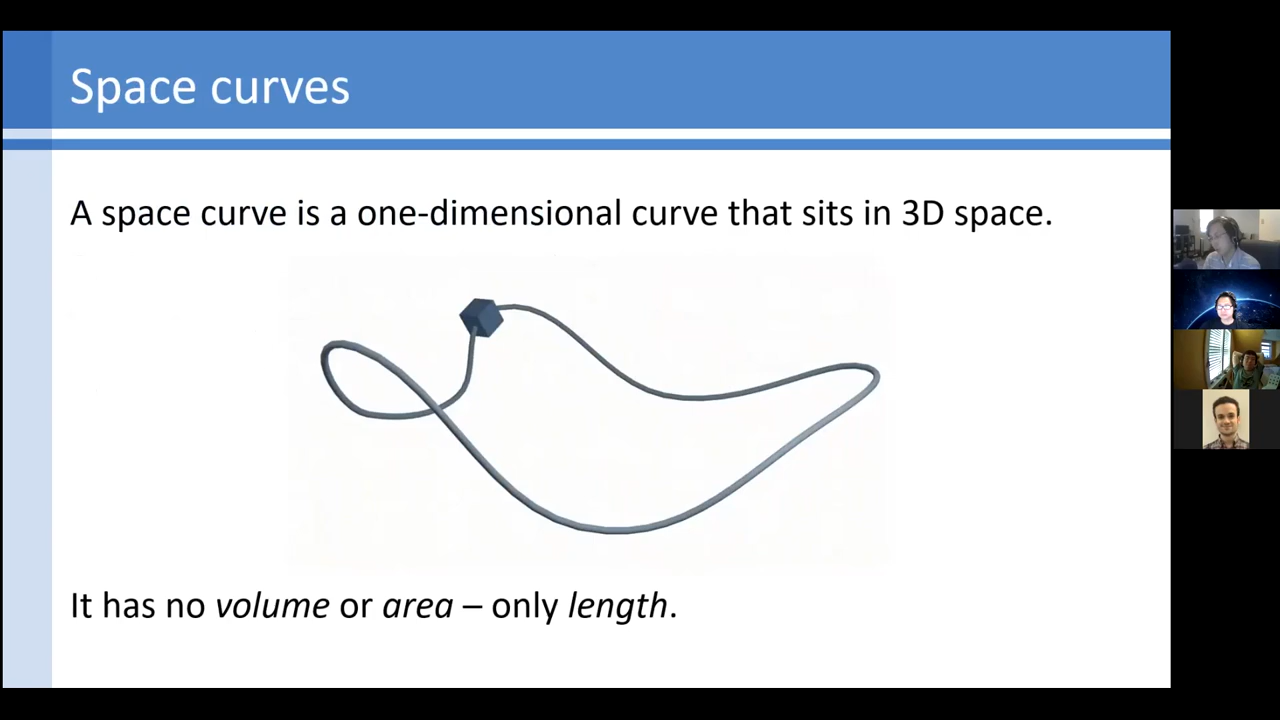 Space curves
A space curve is a one-dimensional curve that sits in 3D space.
It has no volume or area – only length.